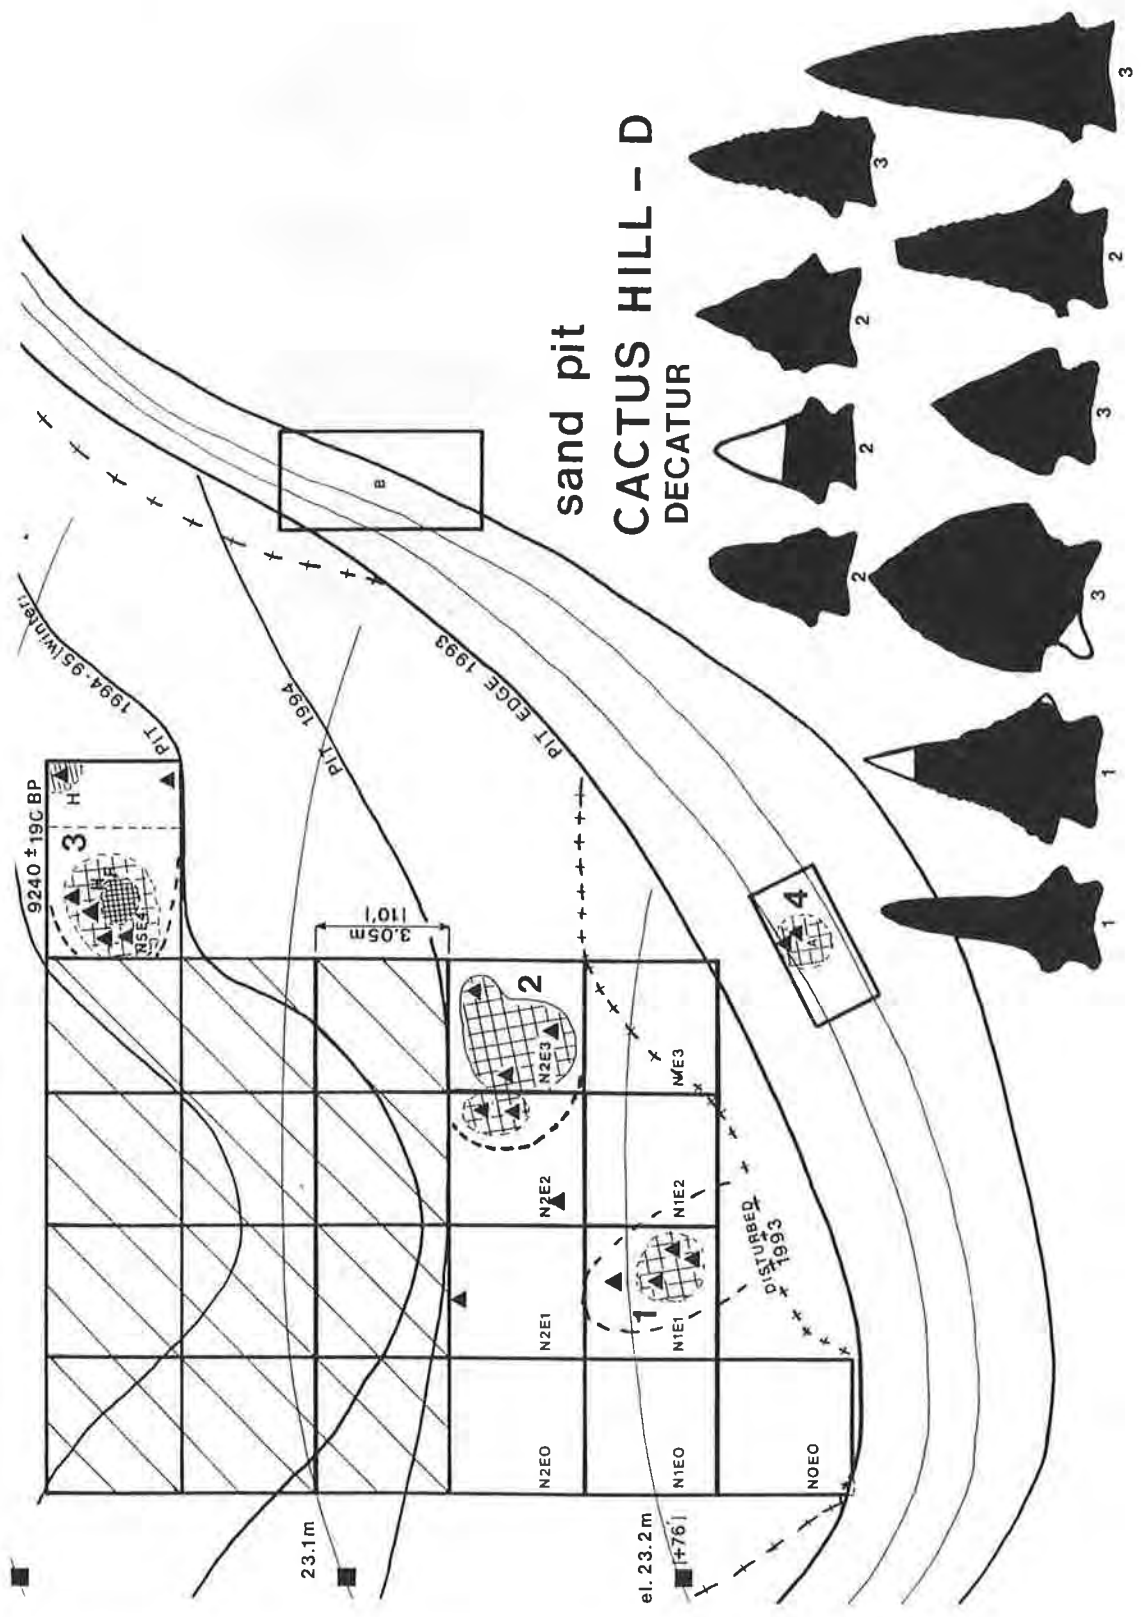 sand pit
CACTUS HILL - D
DECATUR
9240 ± 190 BP
3
H
H F
N5E4
PIT 1994-95 (winter)
PIT 1994
PIT EDGE 1993
B
3.05m
(10')
2
N2E3
N2E2
N2E1
N2E0
1
N1E3
N1E2
N1E1
N1E0
N0E0
4
A
DISTURBED
1993
23.1m
el. 23.2m
[+76']
1
1
2
3
2
3
2
2
3
3